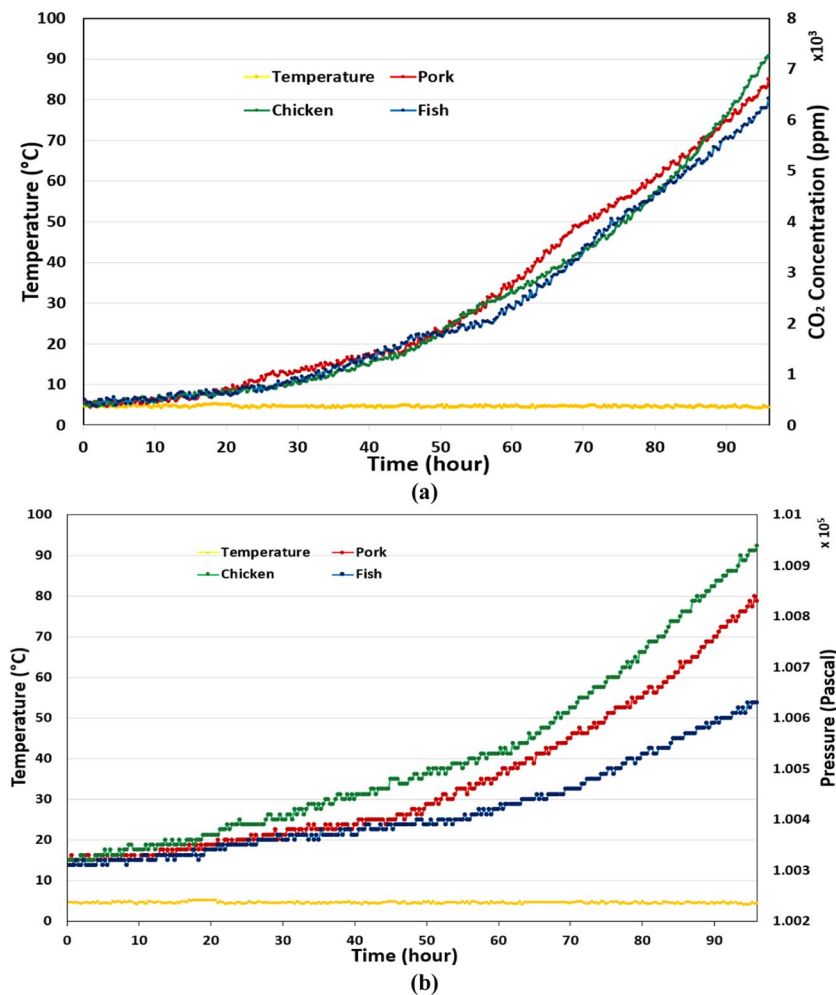 100
90
80
70
60
50
40
30
20
10
0
Temperature (°C)
Temperature
Pork
Chicken
Fish
8
7
6
5
4
3
2
1
0
x10³
CO₂ Concentration (ppm)
0 10 20 30 40 50 60 70 80 90
Time (hour)
(a)
100
90
80
70
60
50
40
30
20
10
0
Temperature (°C)
Temperature
Pork
Chicken
Fish
1.01
1.009
1.008
1.007
1.006
1.005
1.004
1.003
1.002
x 10⁵
Pressure (Pascal)
0 10 20 30 40 50 60 70 80 90
Time (hour)
(b)